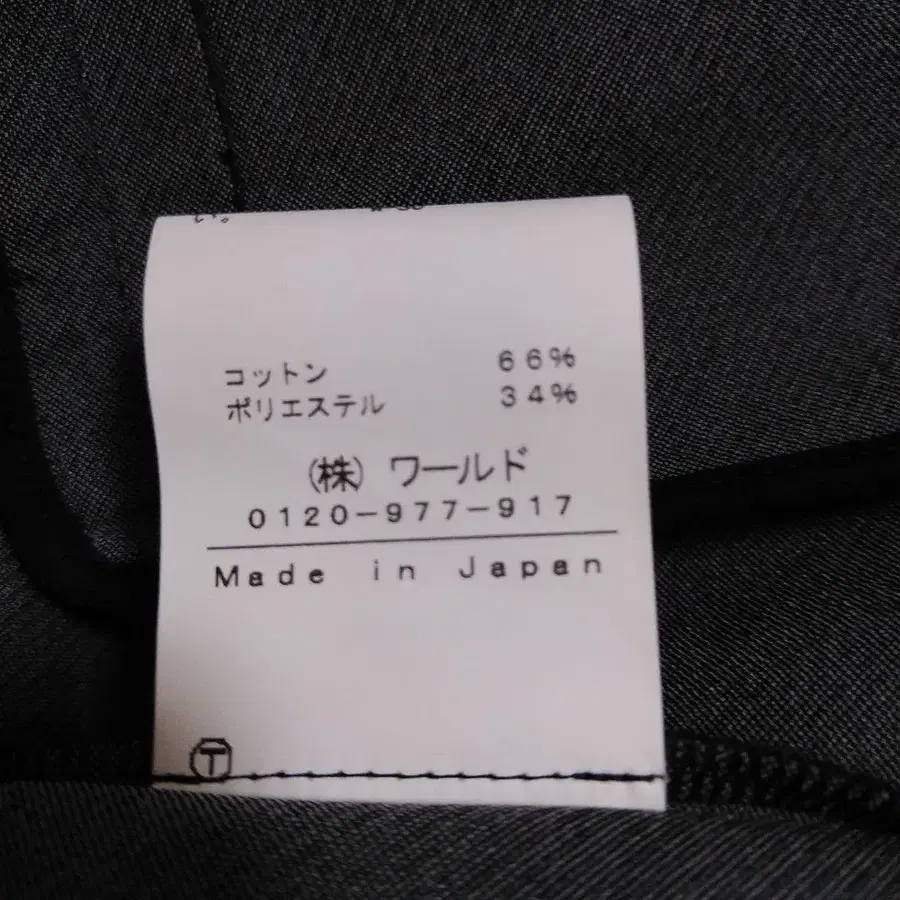 コットン 66%
ポリエステル 34%
(株) ワールド
0120-977-917
Made in Japan
T